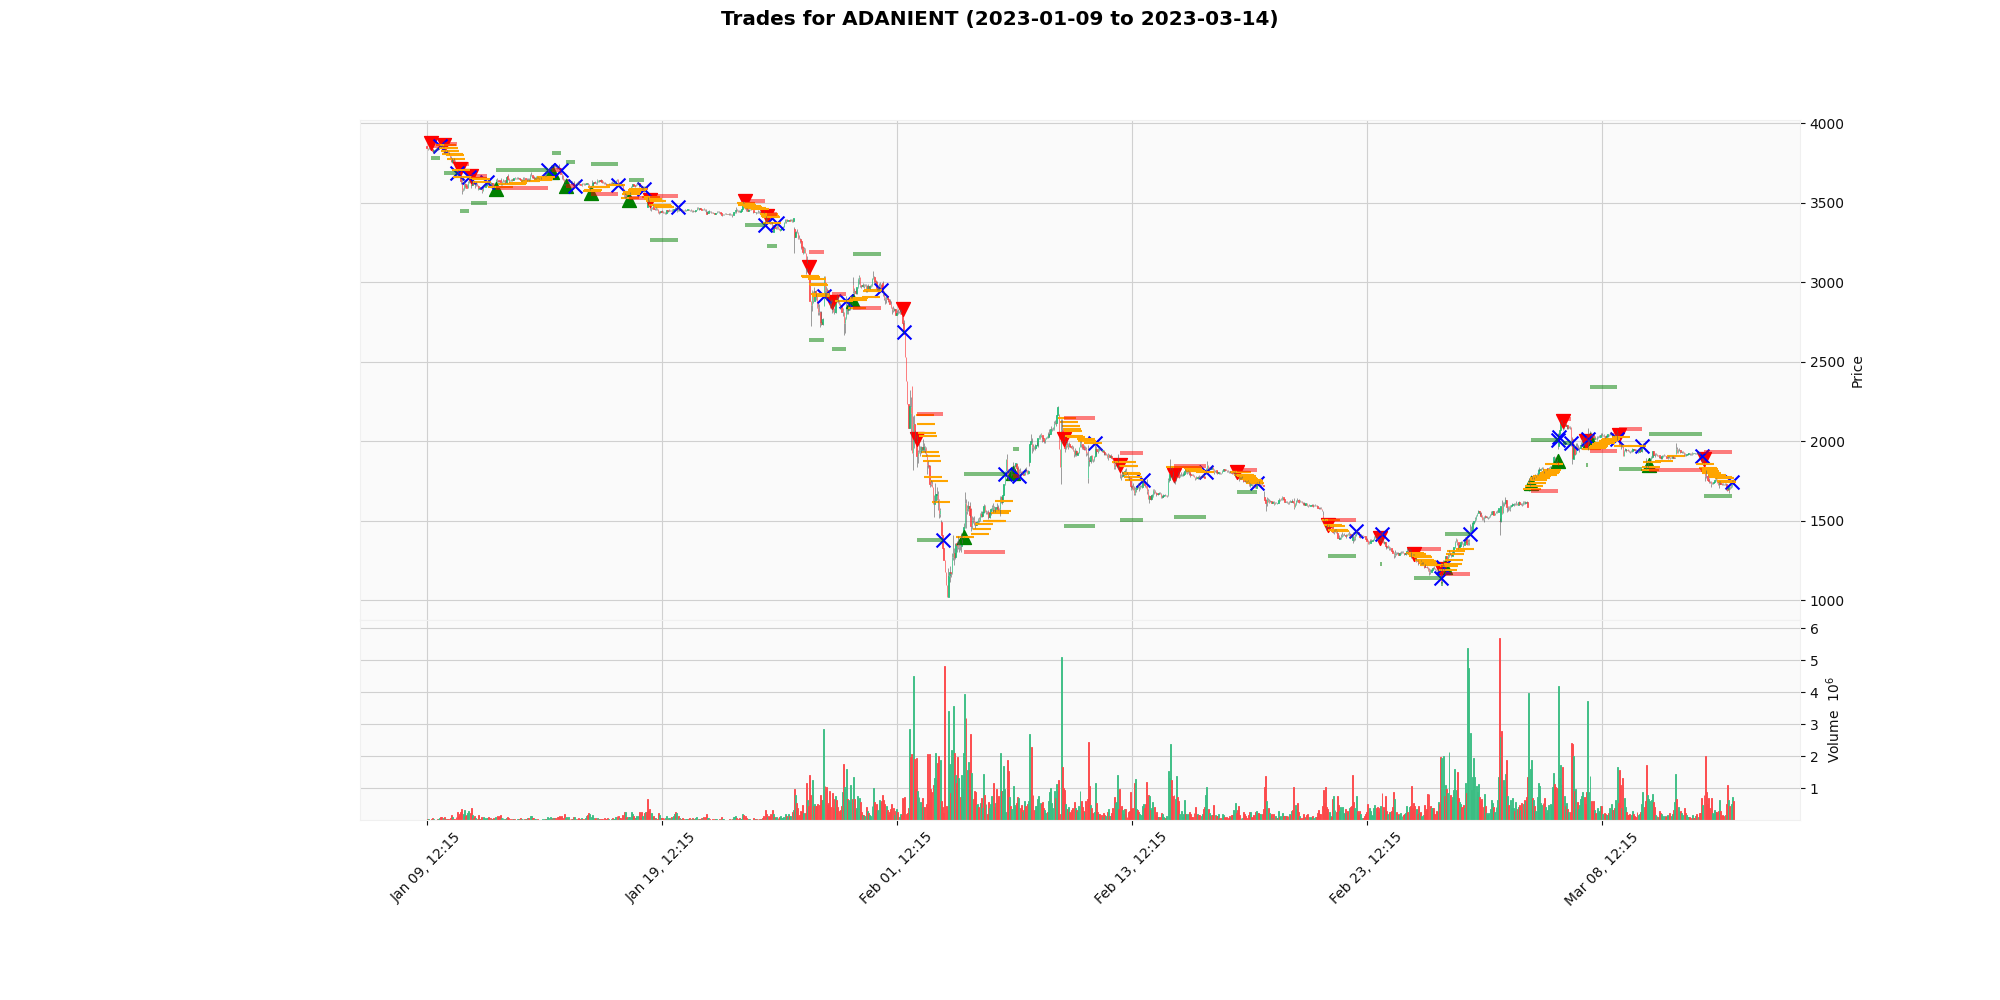 Trades for ADANIENT (2023-01-09 to 2023-03-14)
4000
3500
3000
2500
2000
1500
1000
Price
6
5
4
3
2
1
Volume 10^6
Jan 09, 12:15
Jan 19, 12:15
Feb 01, 12:15
Feb 13, 12:15
Feb 23, 12:15
Mar 08, 12:15